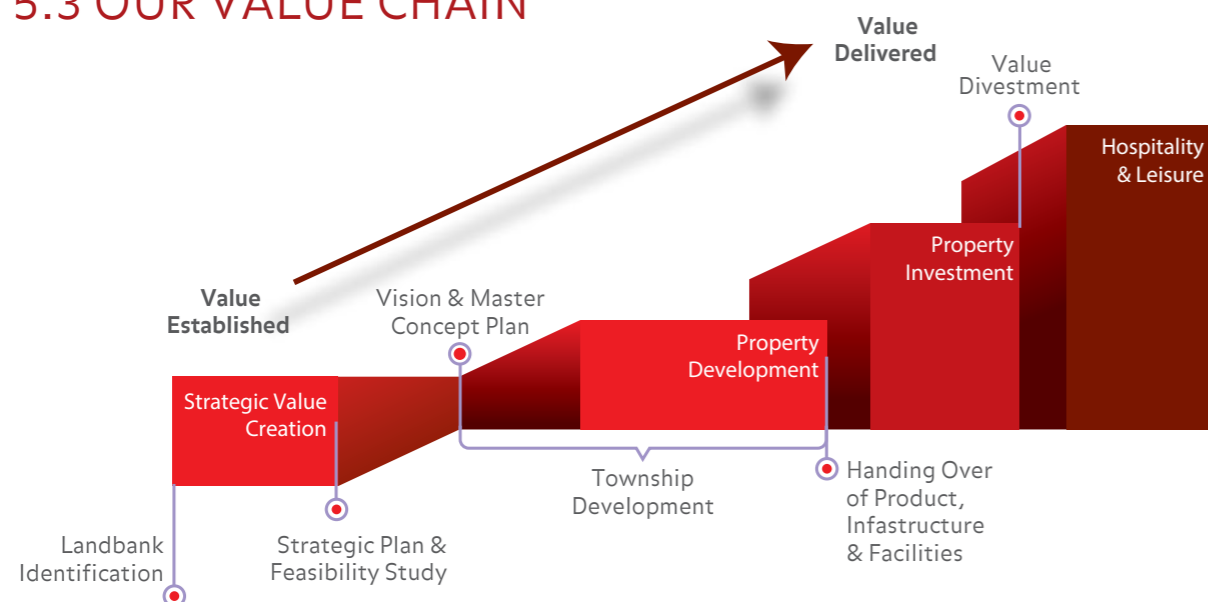 5.3 OUR VALUE CHAIN
Value
Delivered
Value
Divestment
Hospitality
& Leisure
Property
Investment
Value
Established
Vision & Master
Concept Plan
Property
Development
Strategic Value
Creation
Township
Development
Handing Over
of Product,
Infastructure
& Facilities
Landbank
Identification
Strategic Plan &
Feasibility Study